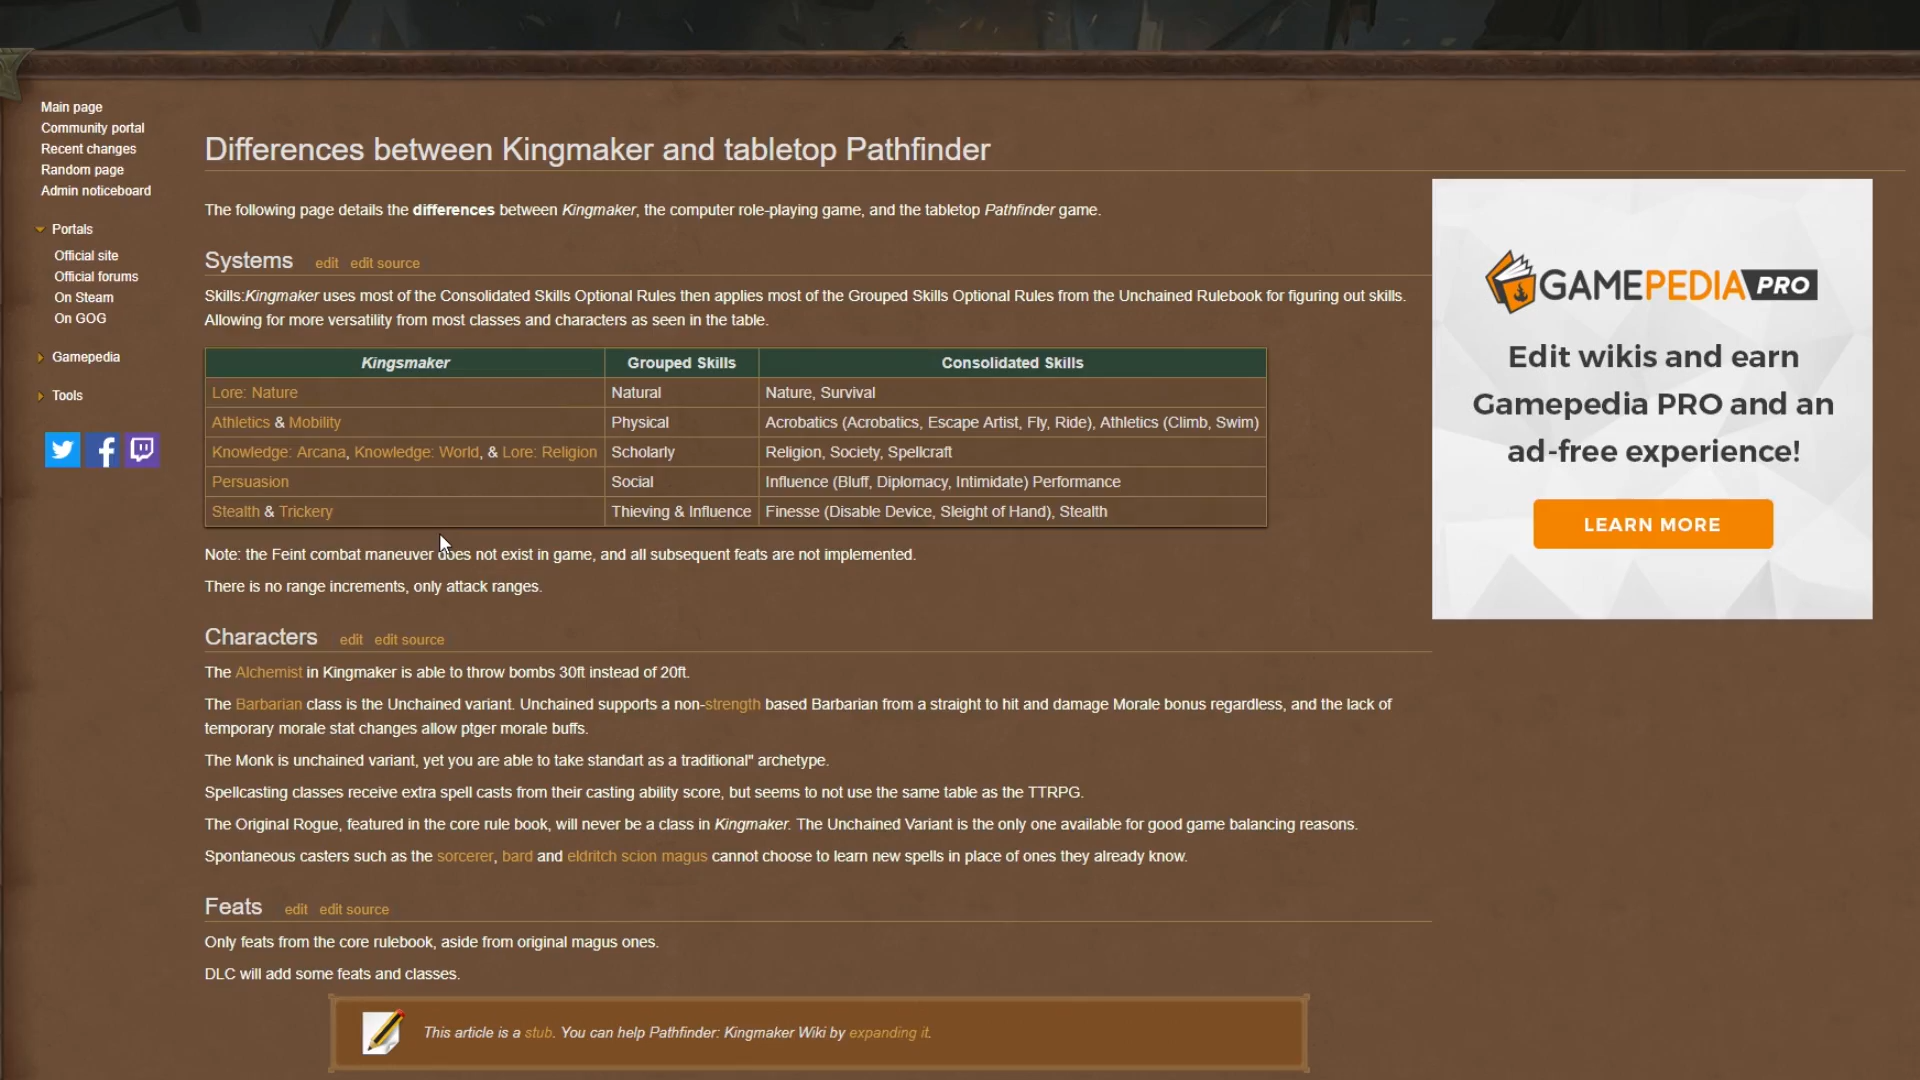 Main page
Community portal
Recent changes
Random page
Admin noticeboard
Portals
Official site
Official forums
On Steam
On GOG
Gamepedia
Tools
Differences between Kingmaker and tabletop Pathfinder
The following page details the differences between Kingmaker, the computer role-playing game, and the tabletop Pathfinder game.
Systems edit edit source
Skills:Kingmaker uses most of the Consolidated Skills Optional Rules then applies most of the Grouped Skills Optional Rules from the Unchained Rulebook for figuring out skills.
Allowing for more versatility from most classes and characters as seen in the table.
Kingsmaker Grouped Skills Consolidated Skills
Lore: Nature Natural Nature, Survival
Athletics & Mobility Physical Acrobatics (Acrobatics, Escape Artist, Fly, Ride), Athletics (Climb, Swim)
Knowledge: Arcana, Knowledge: World, & Lore: Religion Scholarly Religion, Society, Spellcraft
Persuasion Social Influence (Bluff, Diplomacy, Intimidate) Performance
Stealth & Trickery Thieving & Influence Finesse (Disable Device, Sleight of Hand), Stealth
Note: the Feint combat maneuver does not exist in game, and all subsequent feats are not implemented.
There is no range increments, only attack ranges.
Characters edit edit source
The Alchemist in Kingmaker is able to throw bombs 30ft instead of 20ft.
The Barbarian class is the Unchained variant. Unchained supports a non-strength based Barbarian from a straight to hit and damage Morale bonus regardless, and the lack of
temporary morale stat changes allow ptger morale buffs.
The Monk is unchained variant, yet you are able to take standart as a traditional" archetype.
Spellcasting classes receive extra spell casts from their casting ability score, but seems to not use the same table as the TTRPG.
The Original Rogue, featured in the core rule book, will never be a class in Kingmaker. The Unchained Variant is the only one available for good game balancing reasons.
Spontaneous casters such as the sorcerer, bard and eldritch scion magus cannot choose to learn new spells in place of ones they already know.
Feats edit edit source
Only feats from the core rulebook, aside from original magus ones.
DLC will add some feats and classes.
This article is a stub. You can help Pathfinder: Kingmaker Wiki by expanding it.
GAMEPEDIA PRO
Edit wikis and earn
Gamepedia PRO and an
ad-free experience!
LEARN MORE